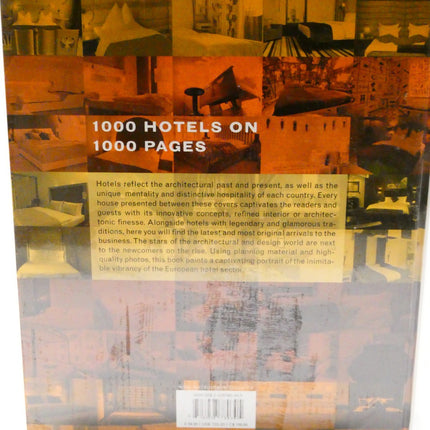 1000 HOTELS ON
1000 PAGES
Hotels reflect the architectural past and present, as well as the
unique mentality and distinctive hospitality of each country. Every
house presented between these covers captivates the readers and
guests with its innovative concepts, refined interior or architec-
tonic finesse. Alongside hotels with legendary and glamorous tra-
ditions, here you will find the latest and most original arrivals to the
business. The stars of the architectural and design world are next
to the newcomers on the rise. Using planning material and high-
quality photos, this book paints a captivating portrait of the inimita-
ble vibrancy of the European hotel sector.